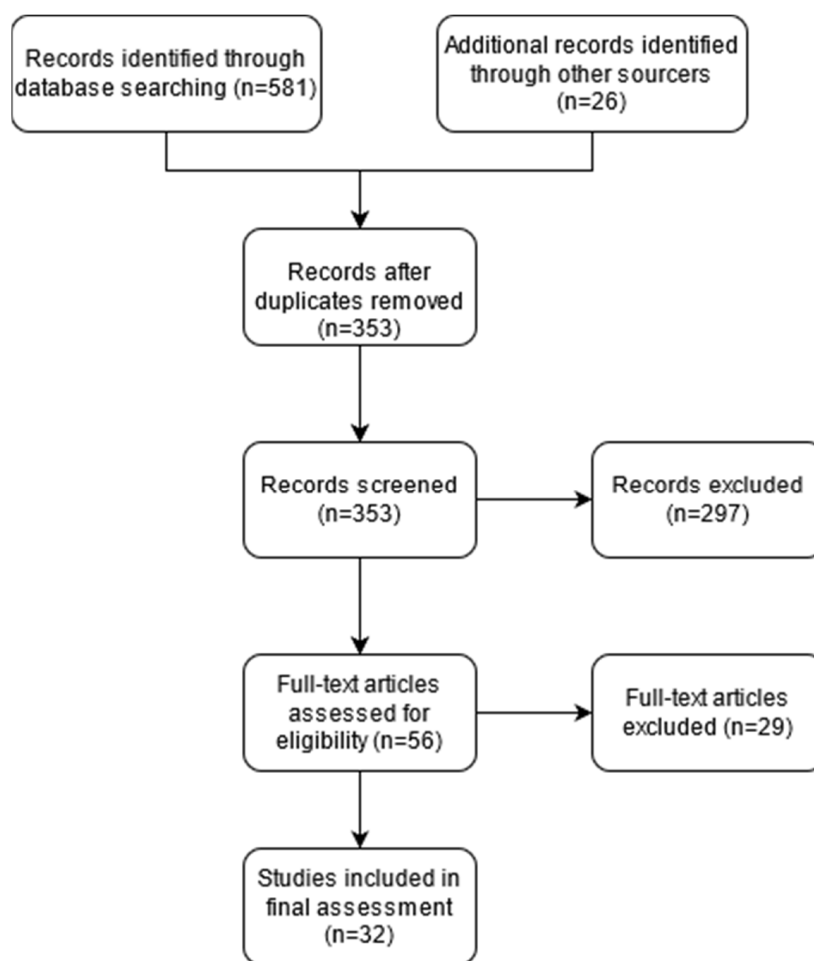 Records identified through
database searching (n=581)
Additional records identified
through other sourcers
(n=26)
Records after
duplicates removed
(n=353)
Records screened
(n=353)
Records excluded
(n=297)
Full-text articles
assessed for
eligibility (n=56)
Full-text articles
excluded (n=29)
Studies included in
final assessment
(n=32)